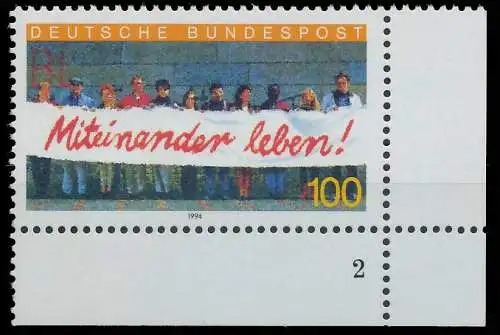 DEUTSCHE BUNDESPOST
Miteinander leben!
100
1994
2